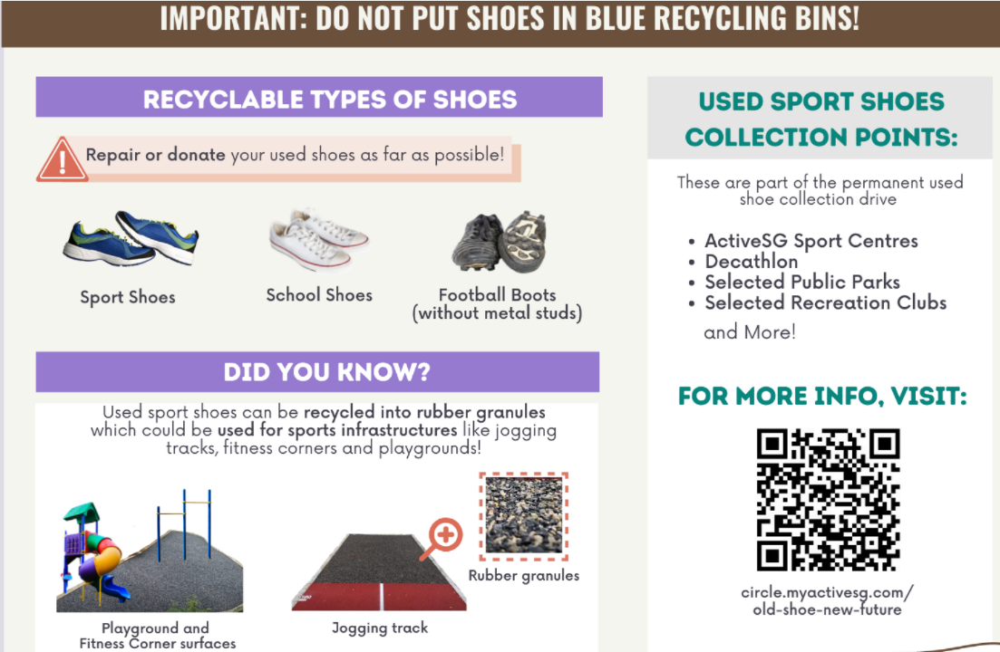 IMPORTANT: DO NOT PUT SHOES IN BLUE RECYCLING BINS!
RECYCLABLE TYPES OF SHOES
Repair or donate your used shoes as far as possible!
Sport Shoes
School Shoes
Football Boots
(without metal studs)
DID YOU KNOW?
Used sport shoes can be recycled into rubber granules
which could be used for sports infrastructures like jogging
tracks, fitness corners and playgrounds!
Rubber granules
Playground and
Fitness Corner surfaces
Jogging track
USED SPORT SHOES
COLLECTION POINTS:
These are part of the permanent used
shoe collection drive
• ActiveSG Sport Centres
• Decathlon
• Selected Public Parks
• Selected Recreation Clubs
and More!
FOR MORE INFO, VISIT:
circle.myactivesg.com/
old-shoe-new-future